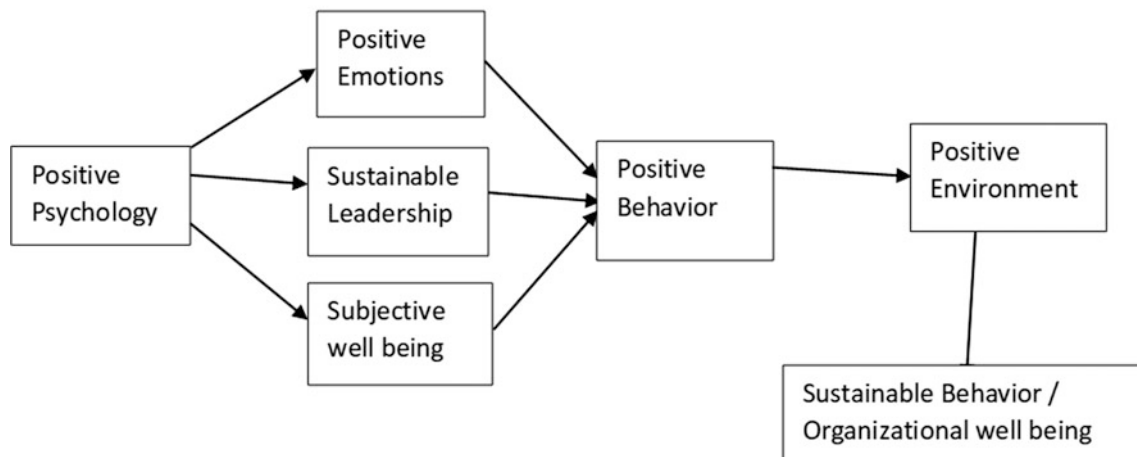 Positive
Emotions
Positive
Psychology
Sustainable
Leadership
Subjective
well being
Positive
Behavior
Positive
Environment
Sustainable Behavior /
Organizational well being